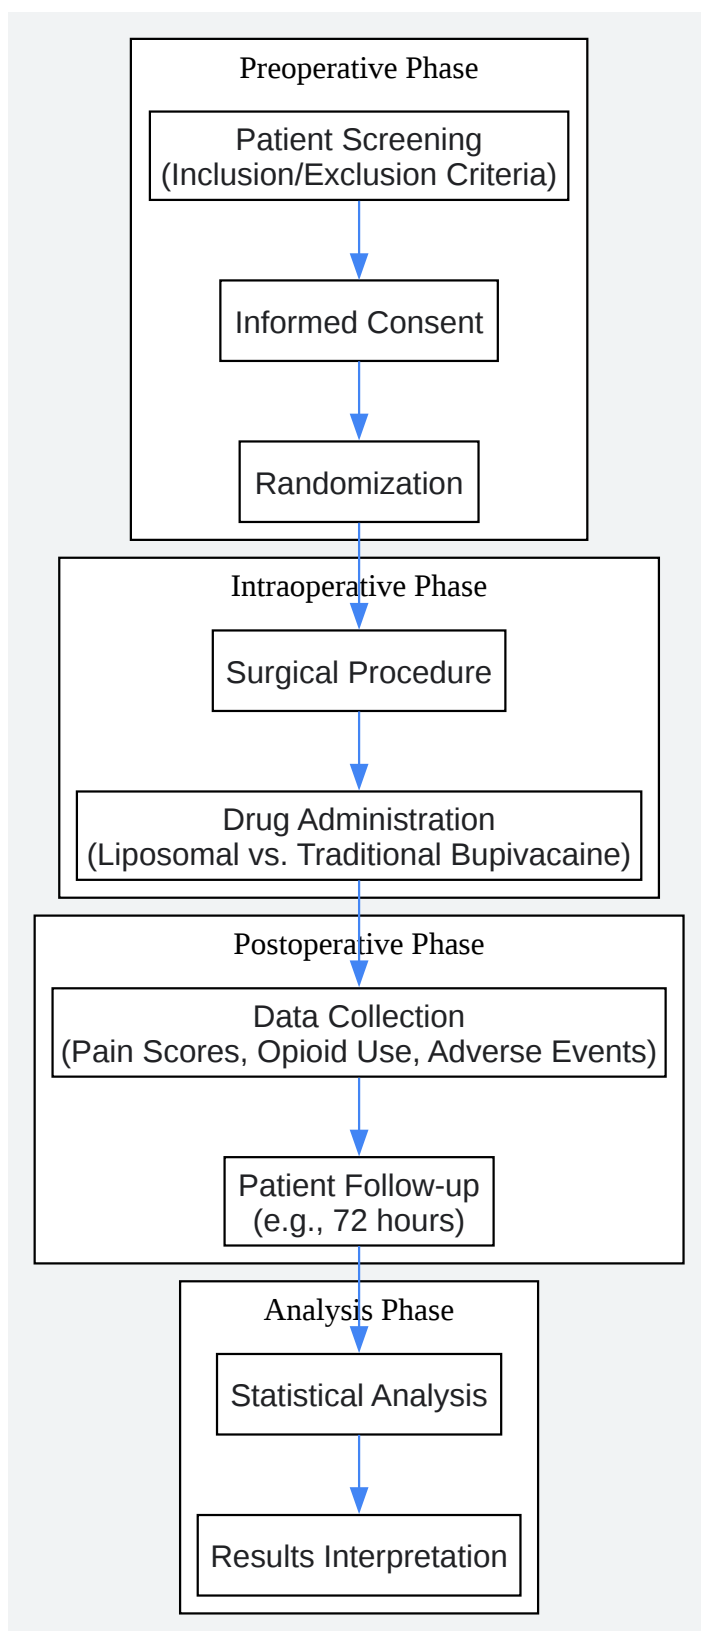 Preoperative Phase
Patient Screening
(Inclusion/Exclusion Criteria)
Informed Consent
Randomization
Intraoperative Phase
Surgical Procedure
Drug Administration
(Liposomal vs. Traditional Bupivacaine)
Postoperative Phase
Data Collection
(Pain Scores, Opioid Use, Adverse Events)
Patient Follow-up
(e.g., 72 hours)
Analysis Phase
Statistical Analysis
Results Interpretation